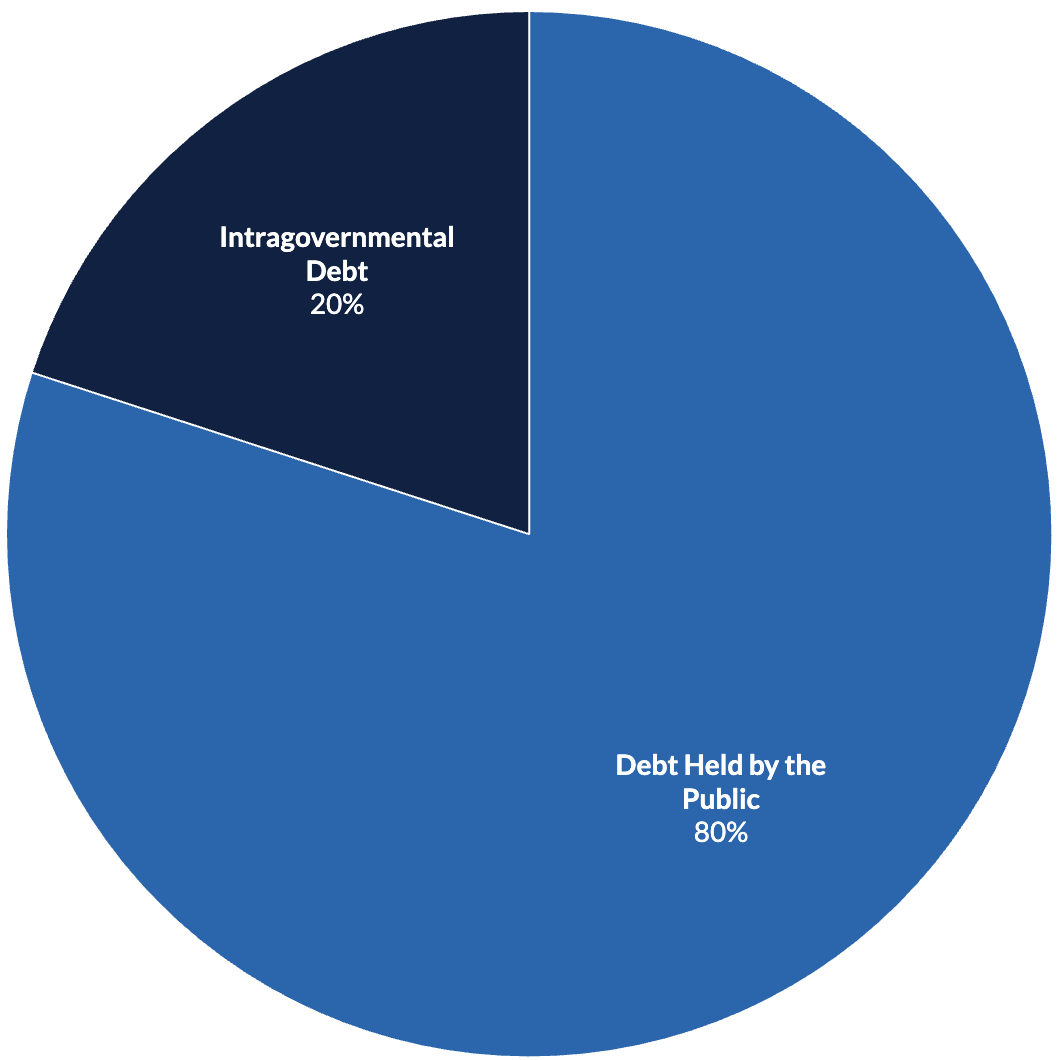 Intragovernmental
Debt
20%
Debt Held by the
Public
80%